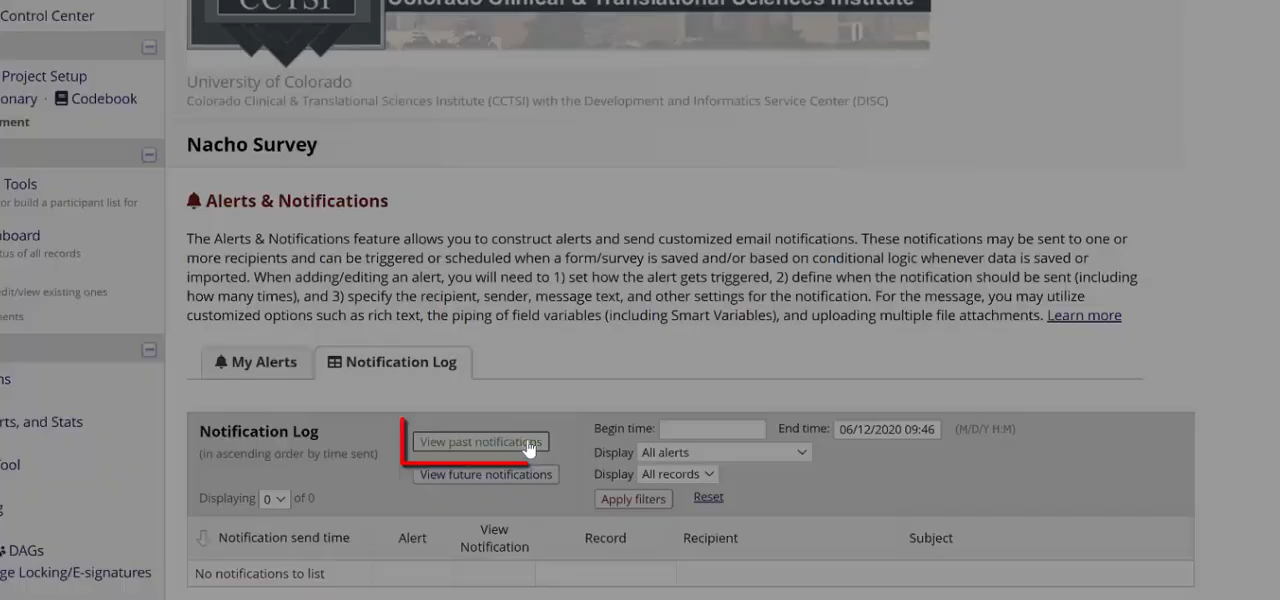 Control Center
CCTSI
Colorado Clinical & Translational Sciences Institute
University of Colorado
Colorado Clinical & Translational Sciences Institute (CCTSI) with the Development and Informatics Service Center (DISC)
Project Setup
onary · Codebook
ment
Nacho Survey
Tools
or build a participant list for
Alerts & Notifications
board
tus of all records
The Alerts & Notifications feature allows you to construct alerts and send customized email notifications. These notifications may be sent to one or
more recipients and can be triggered or scheduled when a form/survey is saved and/or based on conditional logic whenever data is saved or
imported. When adding/editing an alert, you will need to 1) set how the alert gets triggered, 2) define when the notification should be sent (including
how many times), and 3) specify the recipient, sender, message text, and other settings for the notification. For the message, you may utilize
customized options such as rich text, the piping of field variables (including Smart Variables), and uploading multiple file attachments. Learn more
edit/view existing ones
ents
My Alerts
Notification Log
ns
rts, and Stats
ool
g
DAGs
ge Locking/E-signatures
Notification Log
(in ascending order by time sent)
Displaying 0 of 0
View past notifications
View future notifications
Begin time: End time: 06/12/2020 09:46 (M/D/Y H:M)
Display All alerts
Display All records
Apply filters Reset
Notification send time Alert View Notification Record Recipient Subject
No notifications to list